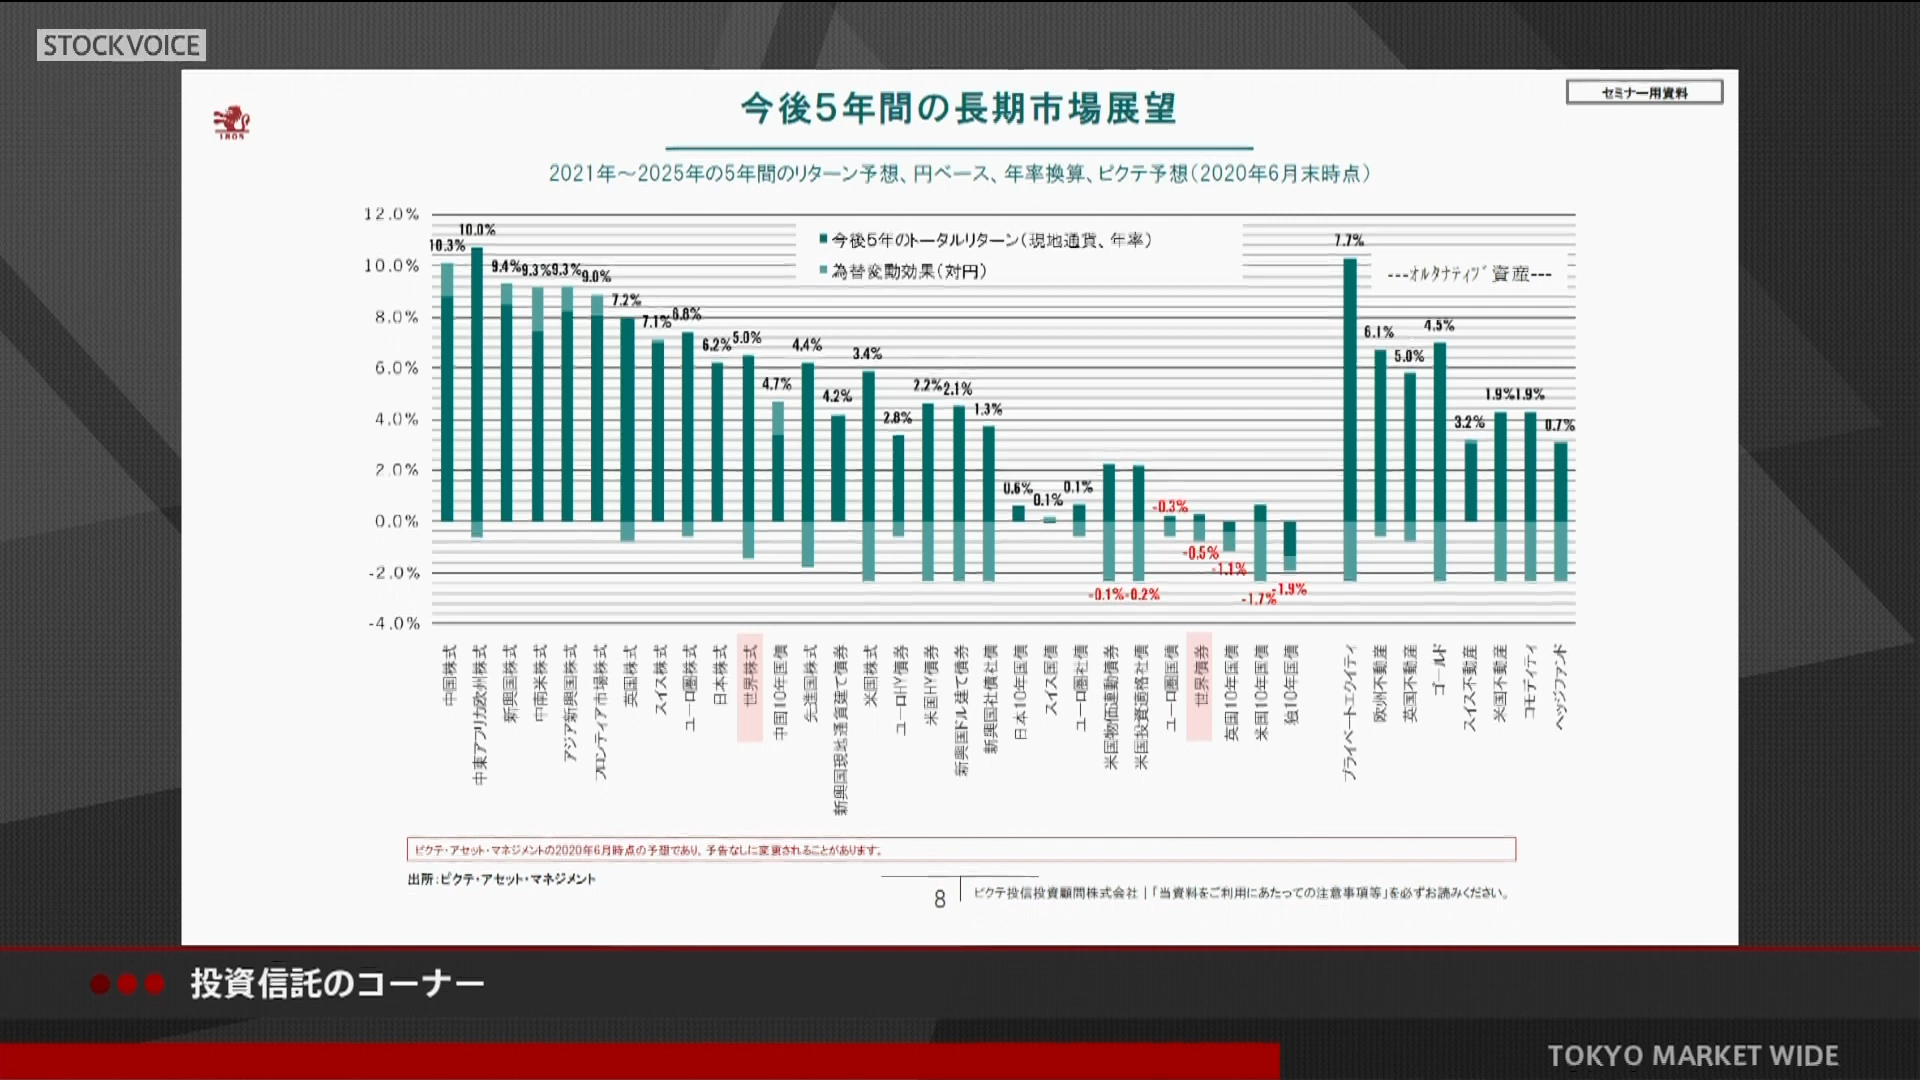 STOCKVOICE
セミナー用資料
1805
今後5年間の長期市場展望
2021年～2025年の5年間のリターン予想、円ベース、年率換算、ピクテ予想（2020年6月末時点）
■今後5年のトータルリターン（現地通貨、年率）
■為替変動効果（対円）
---オルタナティブ資産---
12.0%
10.0%
8.0%
6.0%
4.0%
2.0%
0.0%
-2.0%
-4.0%
10.3%
10.0%
9.4%
9.3%
9.3%
9.0%
7.2%
7.1%
6.8%
6.2%
5.0%
4.7%
4.4%
4.2%
3.4%
2.8%
2.2%
2.1%
1.3%
0.6%
0.1%
0.1%
-0.1%
-0.2%
-0.3%
-0.5%
-1.1%
-1.7%
-1.9%
7.7%
6.1%
5.0%
4.5%
3.2%
1.9%
1.9%
0.7%
中国株式
中東アフリカ欧州株式
新興国株式
中南米株式
アジア新興国株式
フロンティア市場株式
英国株式
スイス株式
ユーロ圏株式
日本株式
世界株式
中国10年国債
先進国株式
新興国現地通貨建て債券
米国株式
ユーロHY債券
米国HY債券
新興国ドル建て債券
新興国社債社債
日本10年国債
スイス国債
ユーロ圏社債
米国物価連動債券
米国投資適格社債
ユーロ圏国債
世界債券
英国10年国債
米国10年国債
独10年国債
プライベートエクイティ
欧州不動産
英国不動産
ゴールド
スイス不動産
米国不動産
コモディティ
ヘッジファンド
ピクテ・アセット・マネジメントの2020年6月時点の予想であり、予告なしに変更されることがあります。
出所：ピクテ・アセット・マネジメント
8
ピクテ投信投資顧問株式会社｜「当資料をご利用にあたっての注意事項等」を必ずお読みください。
投資信託のコーナー
TOKYO MARKET WIDE